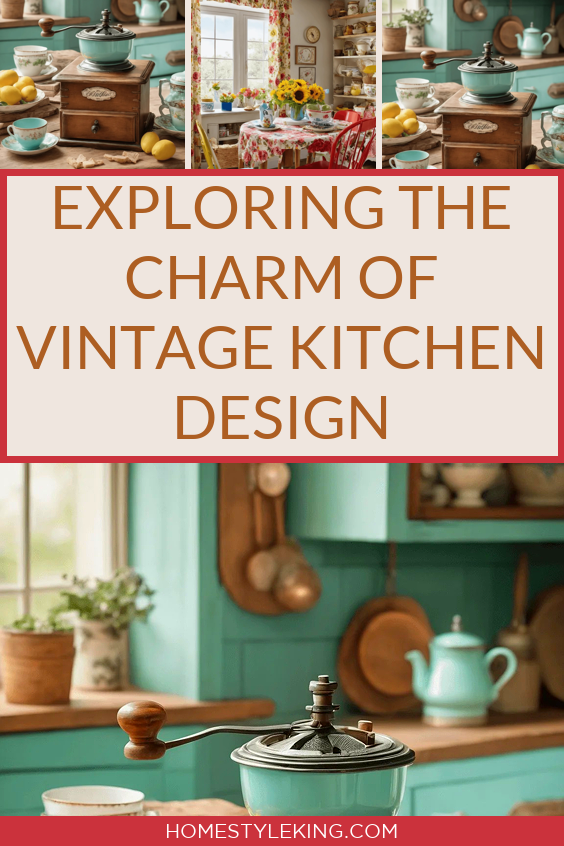 EXPLORING THE
CHARM OF
VINTAGE KITCHEN
DESIGN
HOMESTYLEKING.COM